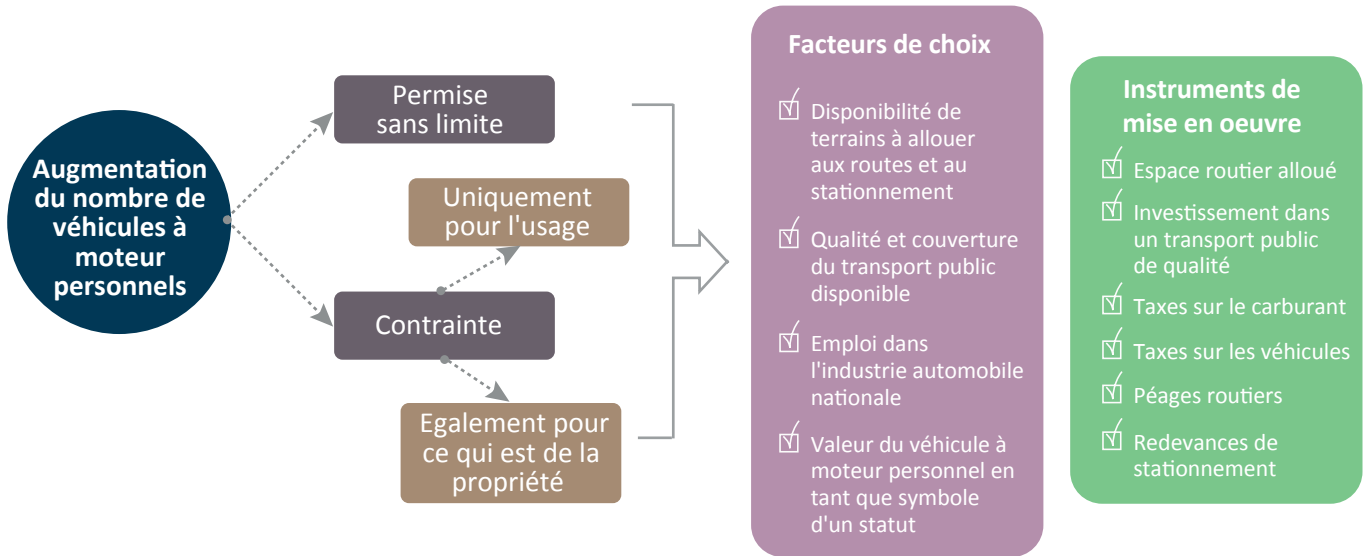 Augmentation
du nombre de
véhicules à
moteur
personnels
Permise
sans limite
Uniquement
pour l'usage
Contrainte
Egalement pour
ce qui est de la
propriété
Facteurs de choix
Disponibilité de
terrains à allouer
aux routes et au
stationnement
Qualité et couverture
du transport public
disponible
Emploi dans
l'industrie automobile
nationale
Valeur du véhicule à
moteur personnel en
tant que symbole
d'un statut
Instruments de
mise en oeuvre
Espace routier alloué
Investissement dans
un transport public
de qualité
Taxes sur le carburant
Taxes sur les véhicules
Péages routiers
Redevances de
stationnement